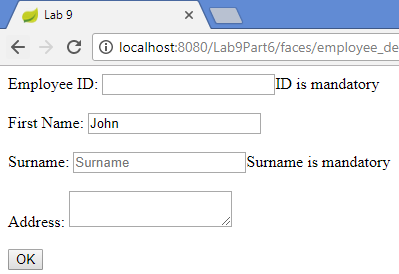 Lab 9
localhost:8080/Lab9Part6/faces/employee_de
Employee ID: ID is mandatory
First Name: John
Surname: Surname Surname is mandatory
Address:
OK